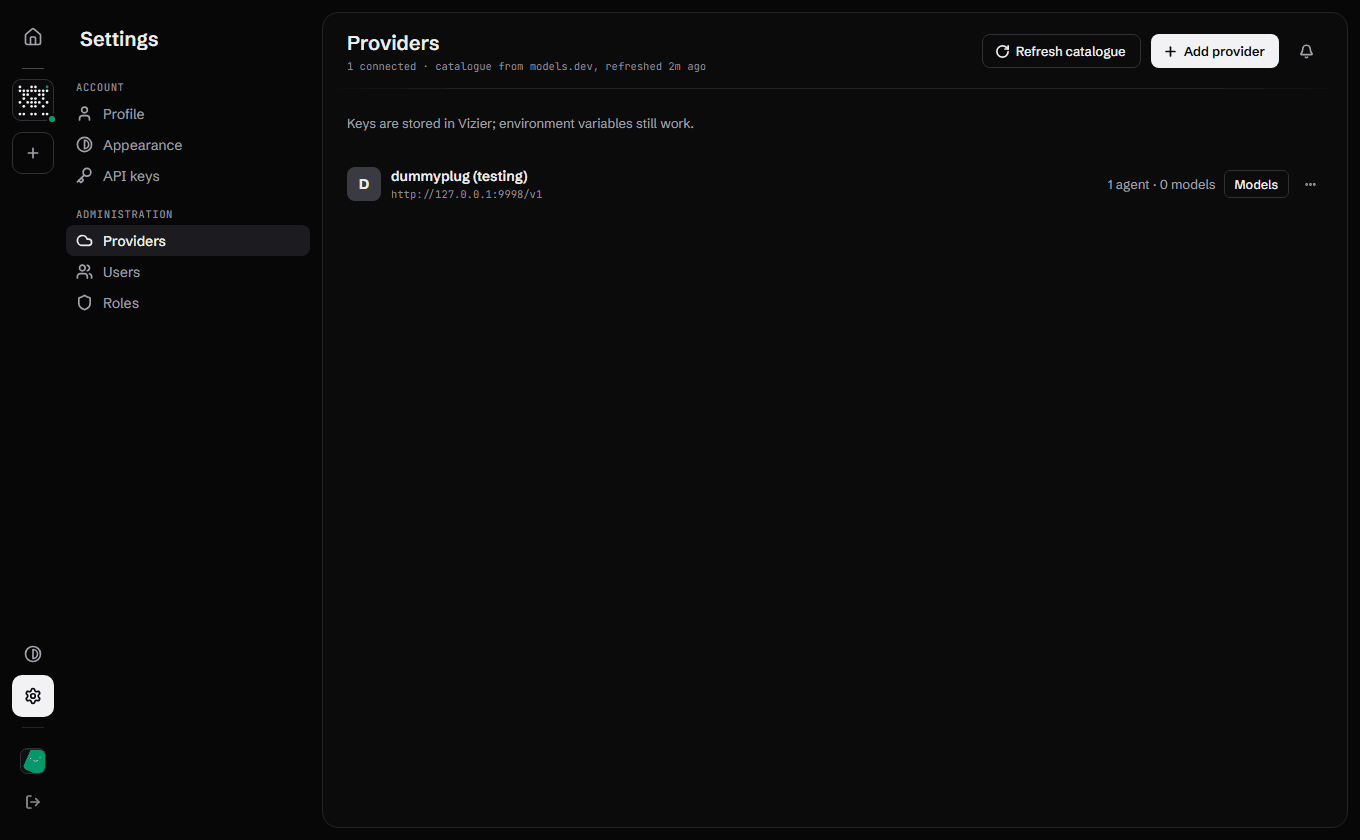 Settings
ACCOUNT
Profile
Appearance
API keys
ADMINISTRATION
Providers
Users
Roles
Providers
1 connected · catalogue from models.dev, refreshed 2m ago
Refresh catalogue
Add provider
Keys are stored in Vizier; environment variables still work.
D
dummyplug (testing)
http://127.0.0.1:9998/v1
1 agent · 0 models
Models